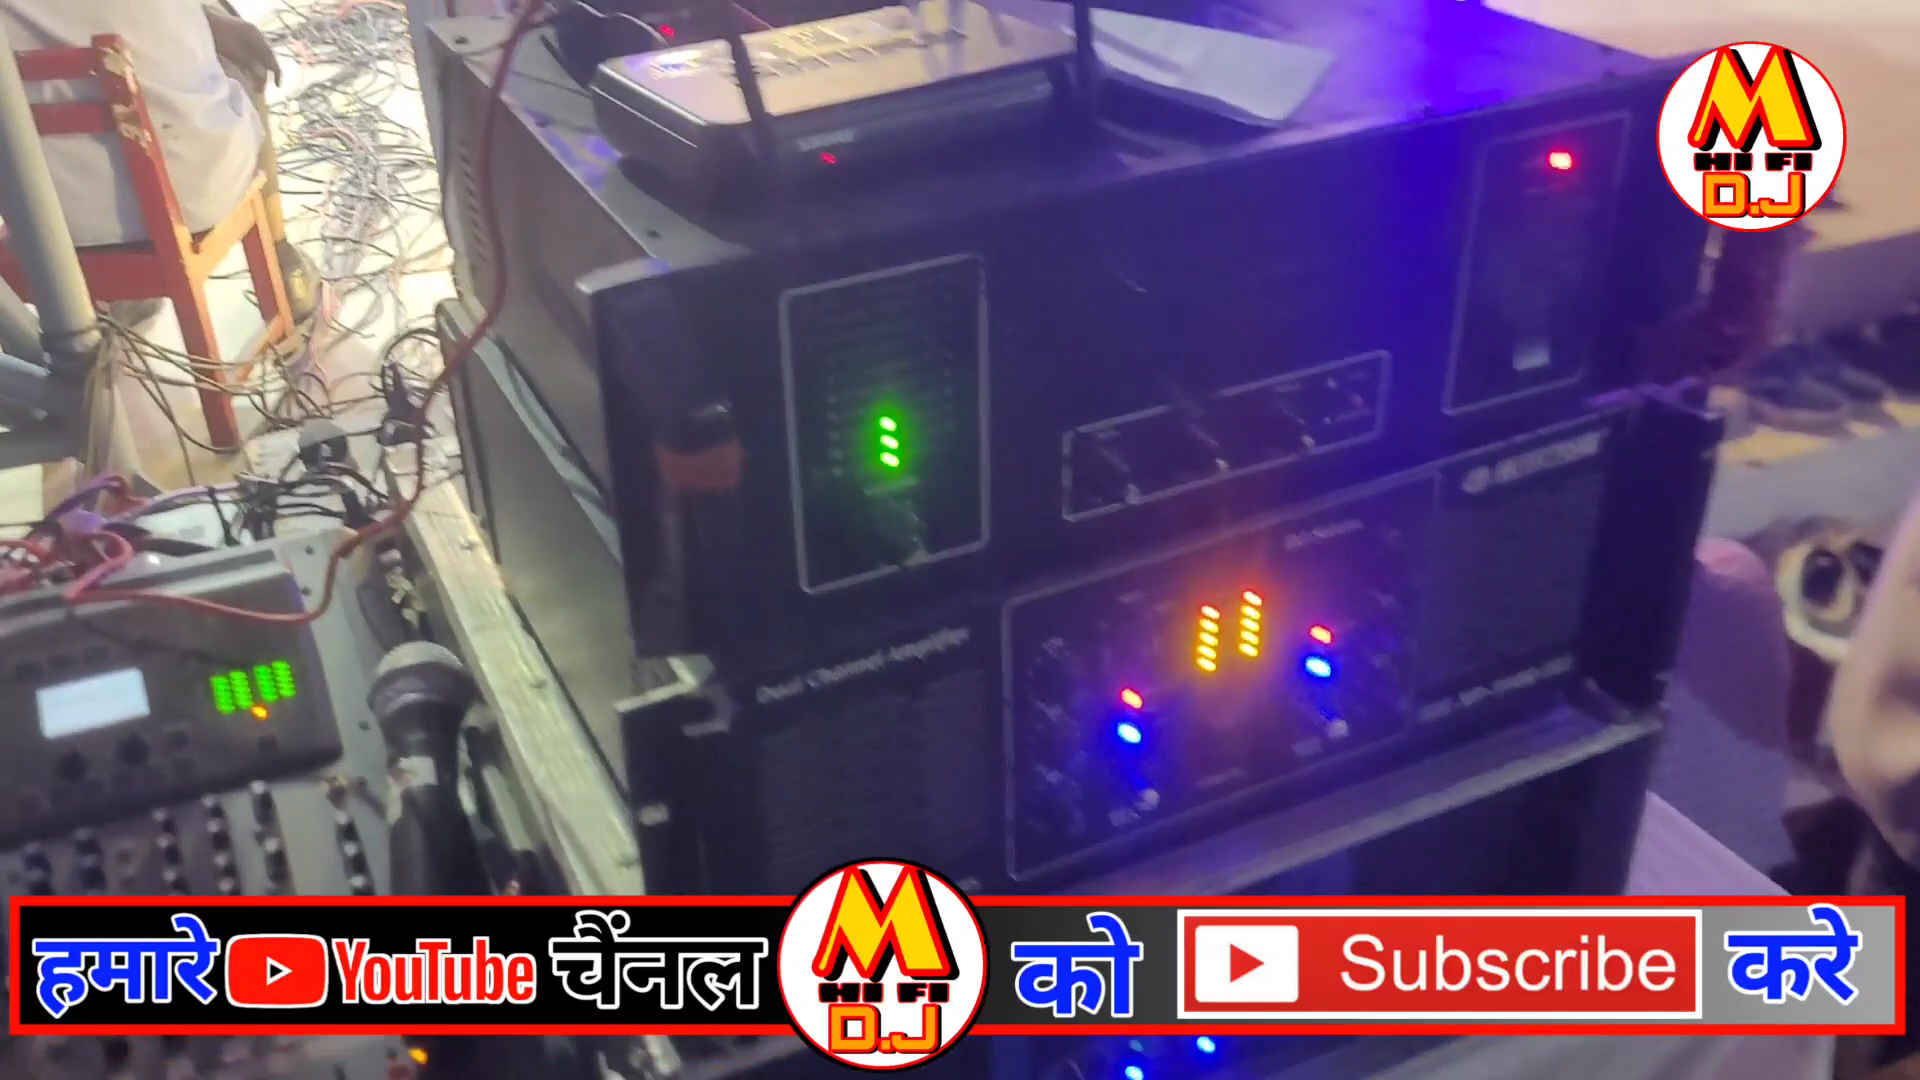 M
HI FI
D.J
Dual Channel Amplifier
हमारे YouTube चैंनल M HI FI D.J को Subscribe करे